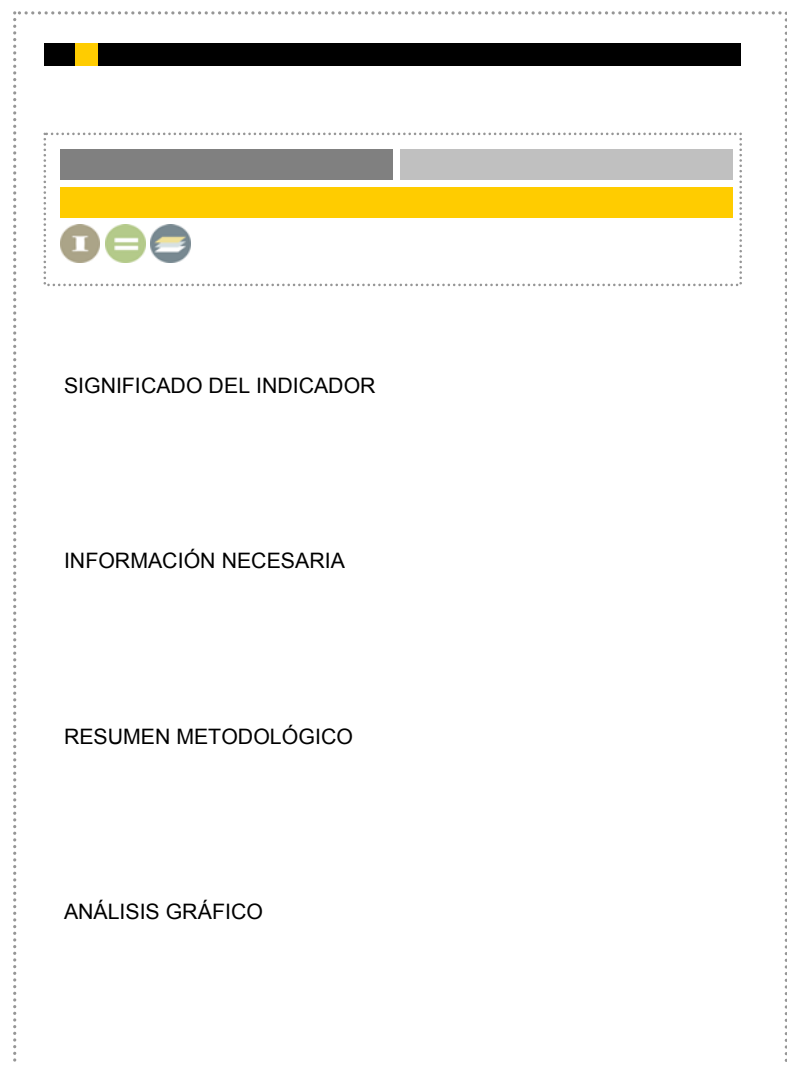 I
SIGNIFICADO DEL INDICADOR
INFORMACIÓN NECESARIA
RESUMEN METODOLÓGICO
ANÁLISIS GRÁFICO